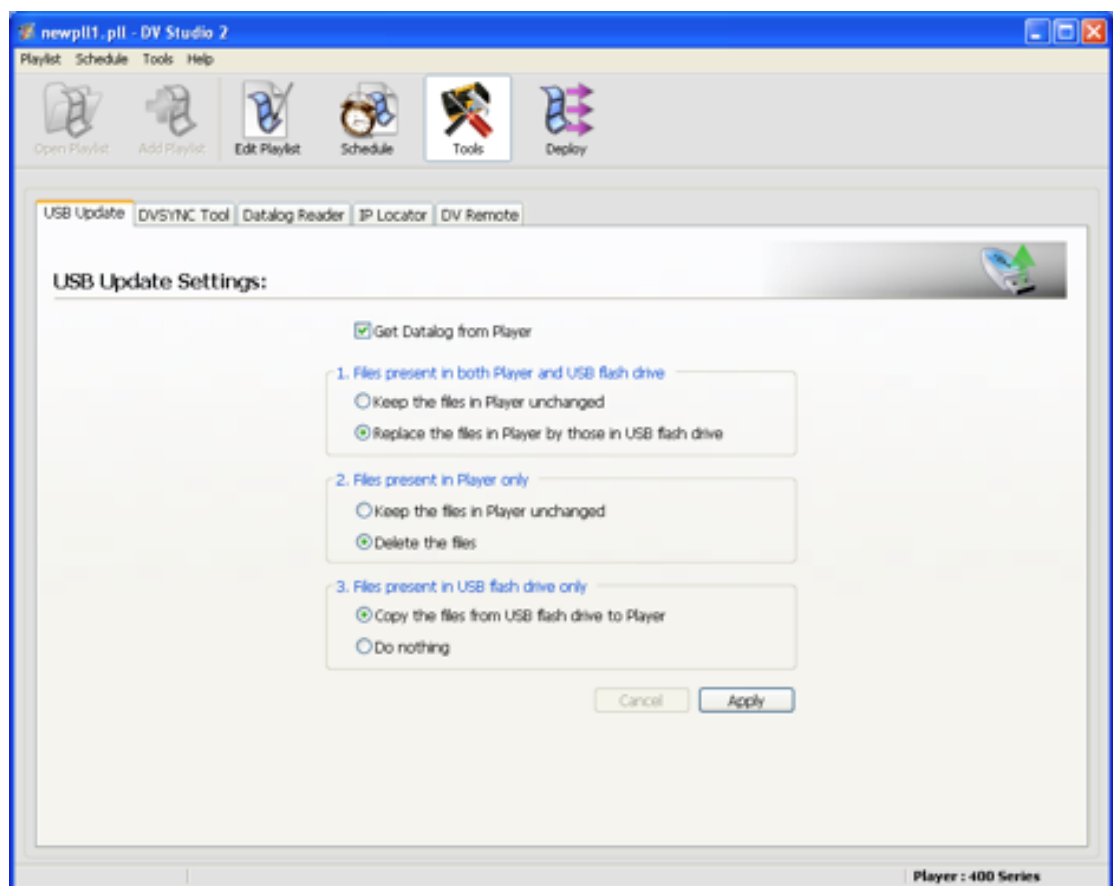 newpll1.pll - DV Studio 2
Playlist Schedule Tools Help
Open Playlist Add Playlist Edit Playlist Schedule Tools Deploy
USB Update DVSYNC Tool Datalog Reader IP Locator DV Remote
USB Update Settings:
Get Datalog from Player
1. Files present in both Player and USB flash drive
Keep the files in Player unchanged
Replace the files in Player by those in USB flash drive
2. Files present in Player only
Keep the files in Player unchanged
Delete the files
3. Files present in USB flash drive only
Copy the files from USB flash drive to Player
Do nothing
Cancel Apply
Player : 400 Series